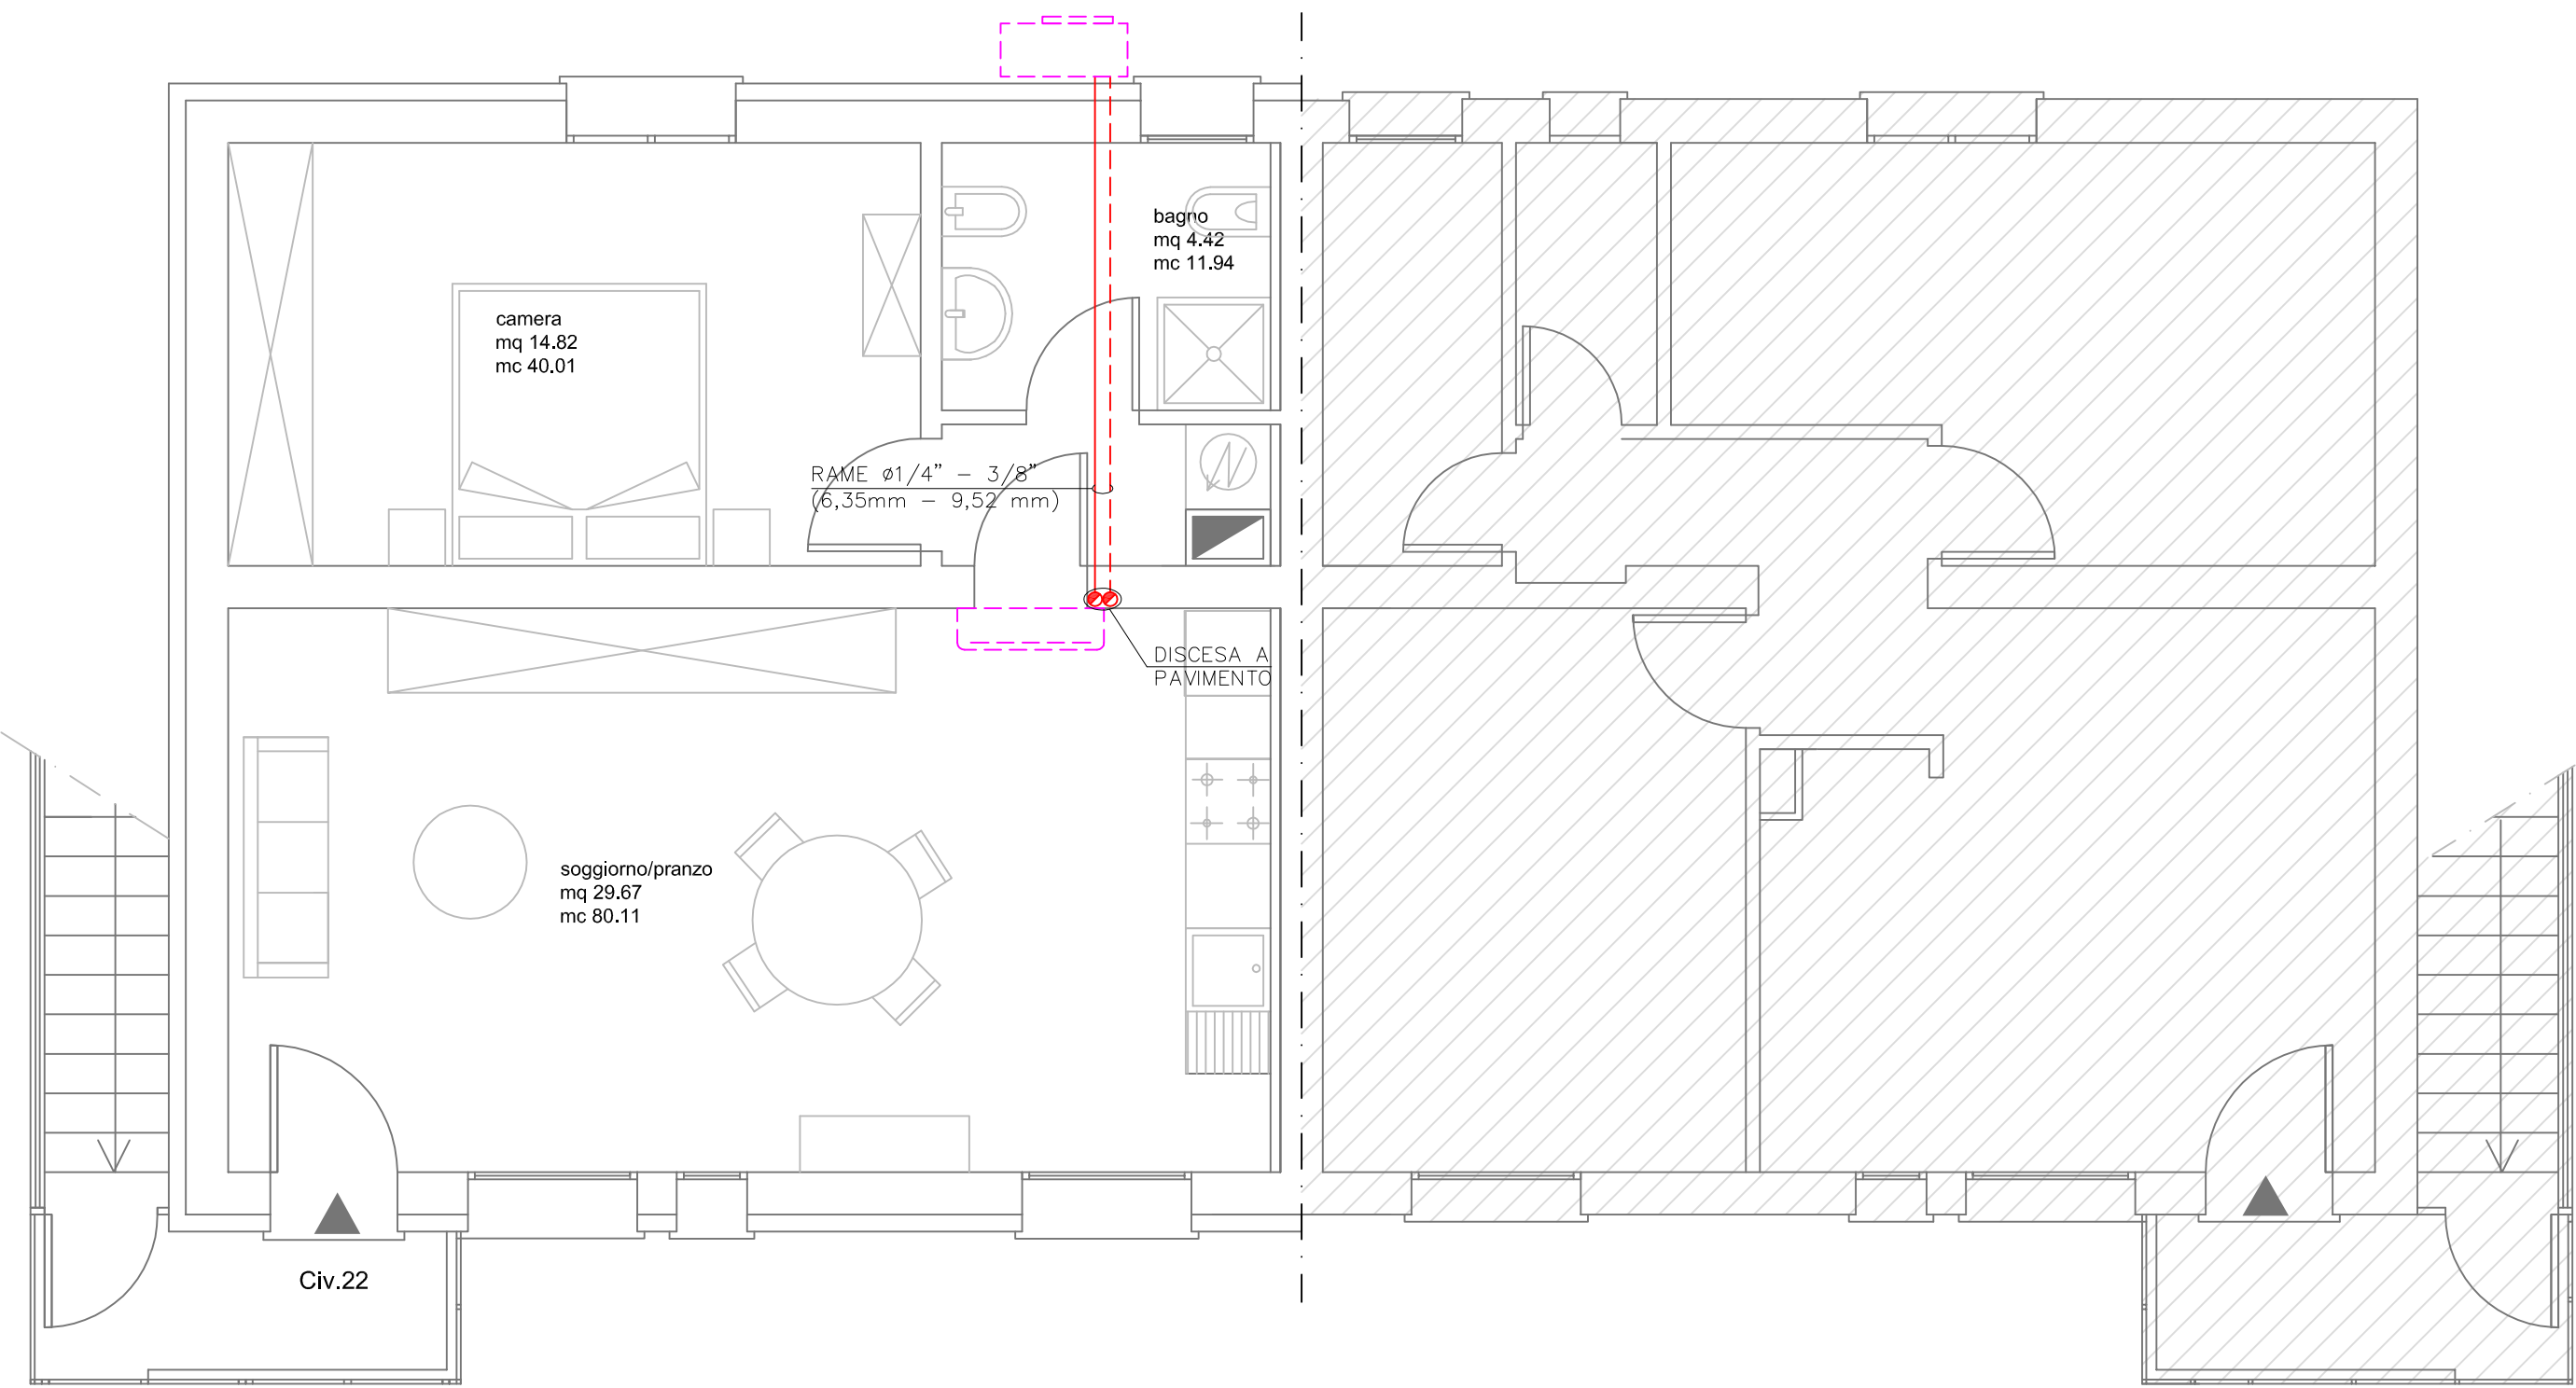 bagno
mq 4.42
mc 11.94
camera
mq 14.82
mc 40.01
RAME ø1/4” – 3/8”
(6,35mm – 9,52 mm)
DISCESA A
PAVIMENTO
soggiorno/pranzo
mq 29.67
mc 80.11
Civ.22